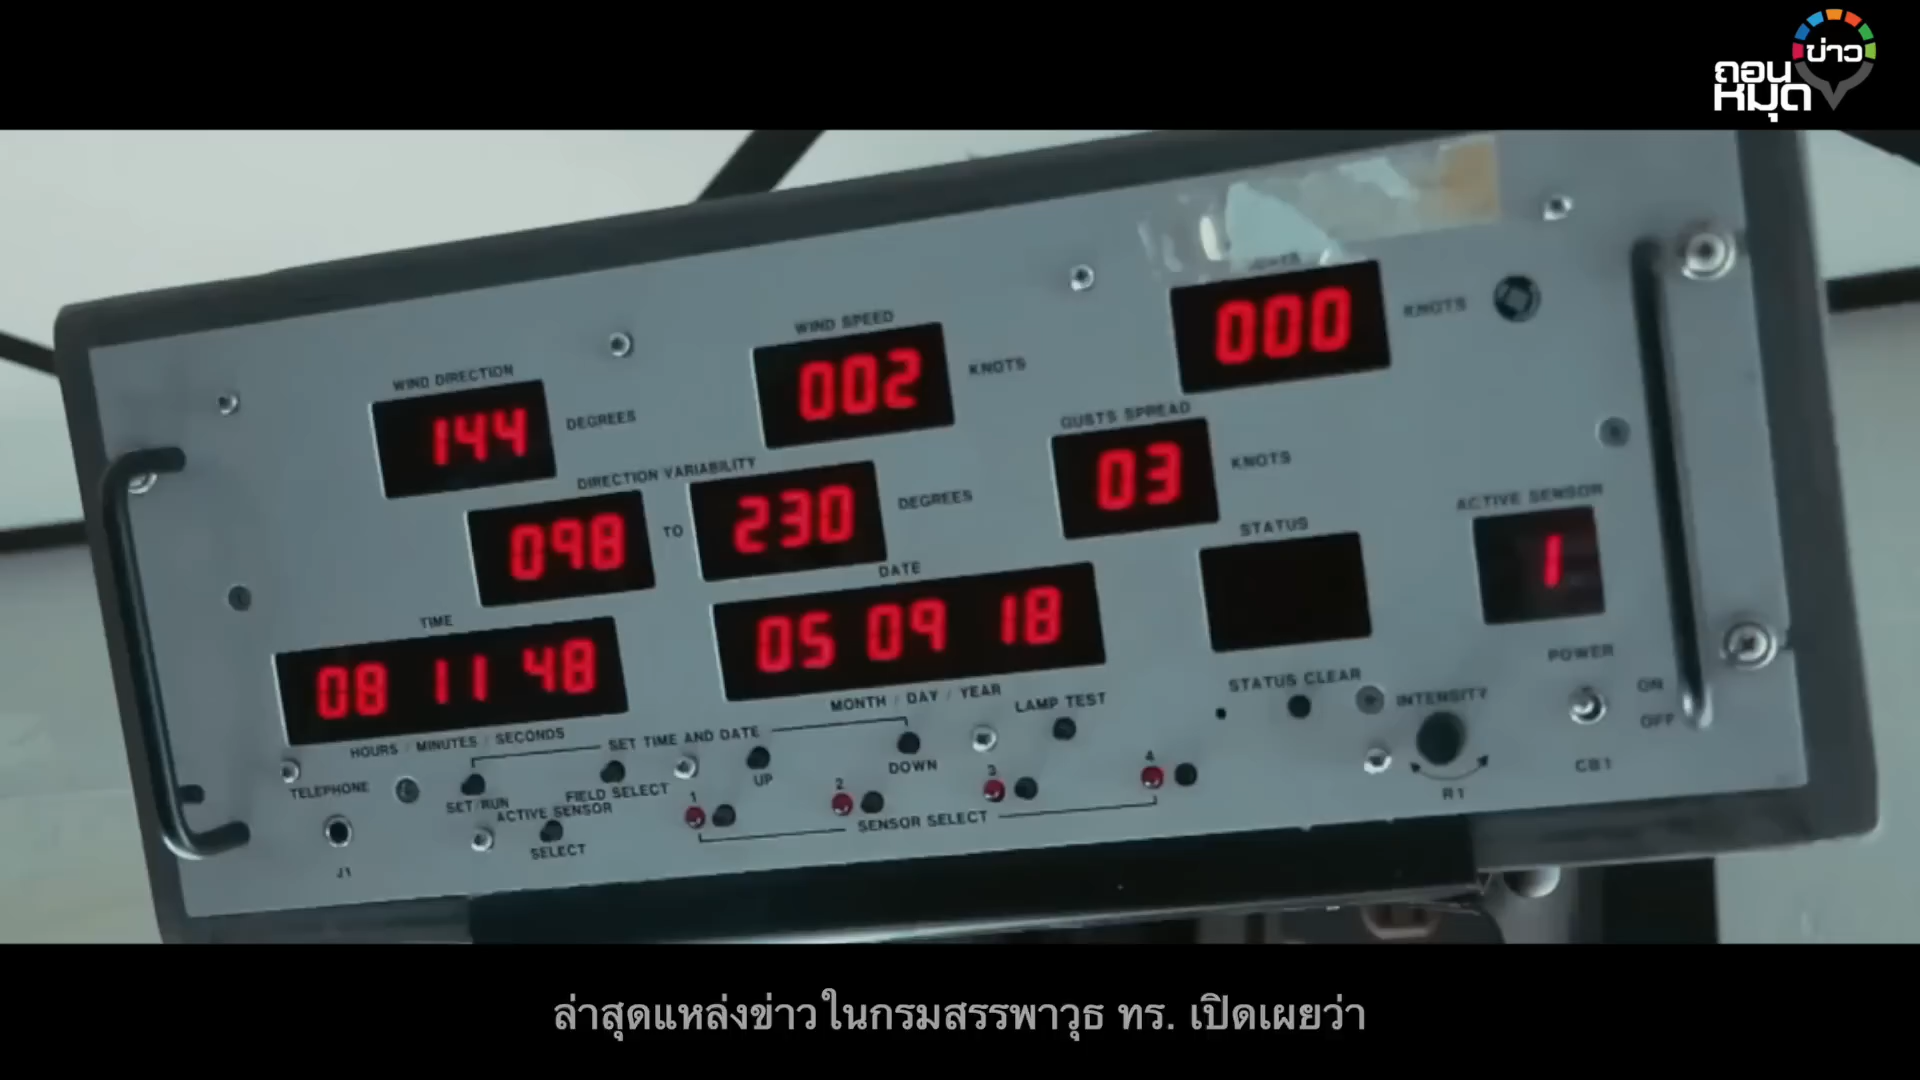 ข่าว
ถอน
หมุด
WIND DIRECTION
144
DEGREES
WIND SPEED
002
KNOTS
000
KNOTS
DIRECTION VARIABILITY
098
TO
230
DEGREES
GUSTS SPREAD
03
KNOTS
STATUS
ACTIVE SENSOR
1
TIME
08 11 48
HOURS / MINUTES / SECONDS
DATE
05 09 18
MONTH / DAY / YEAR
STATUS CLEAR
INTENSITY
R1
POWER
ON
OFF
CB1
LAMP TEST
SET TIME AND DATE
TELEPHONE
J1
SET/RUN
FIELD SELECT
UP
DOWN
ACTIVE SENSOR
SELECT
1
2
3
4
SENSOR SELECT
ล่าสุดแหล่งข่าวในกรมสรรพาวุธ ทร. เปิดเผยว่า